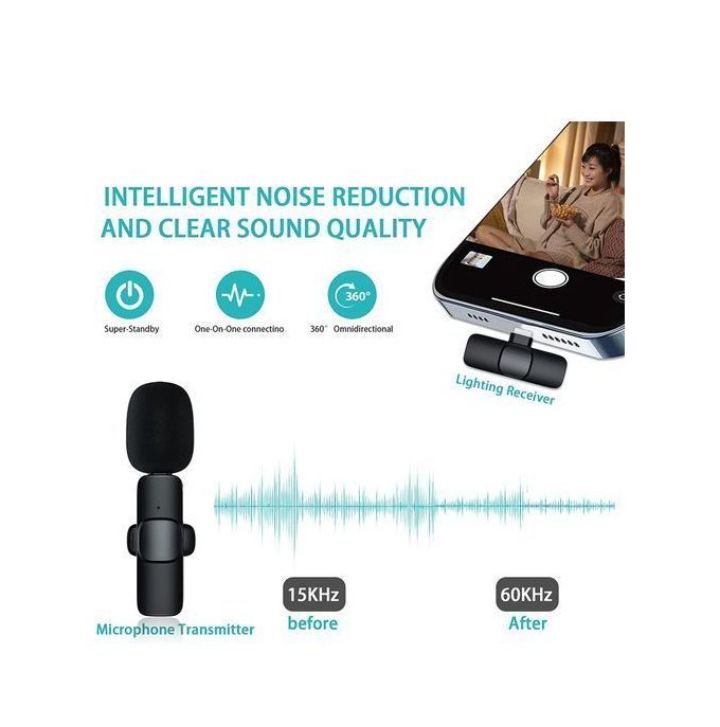 INTELLIGENT NOISE REDUCTION
AND CLEAR SOUND QUALITY
360°
Super-Standby
One-On-One connectino
360° Omnidirectional
Lighting Receiver
15KHz
60KHz
before
After
Microphone Transmitter